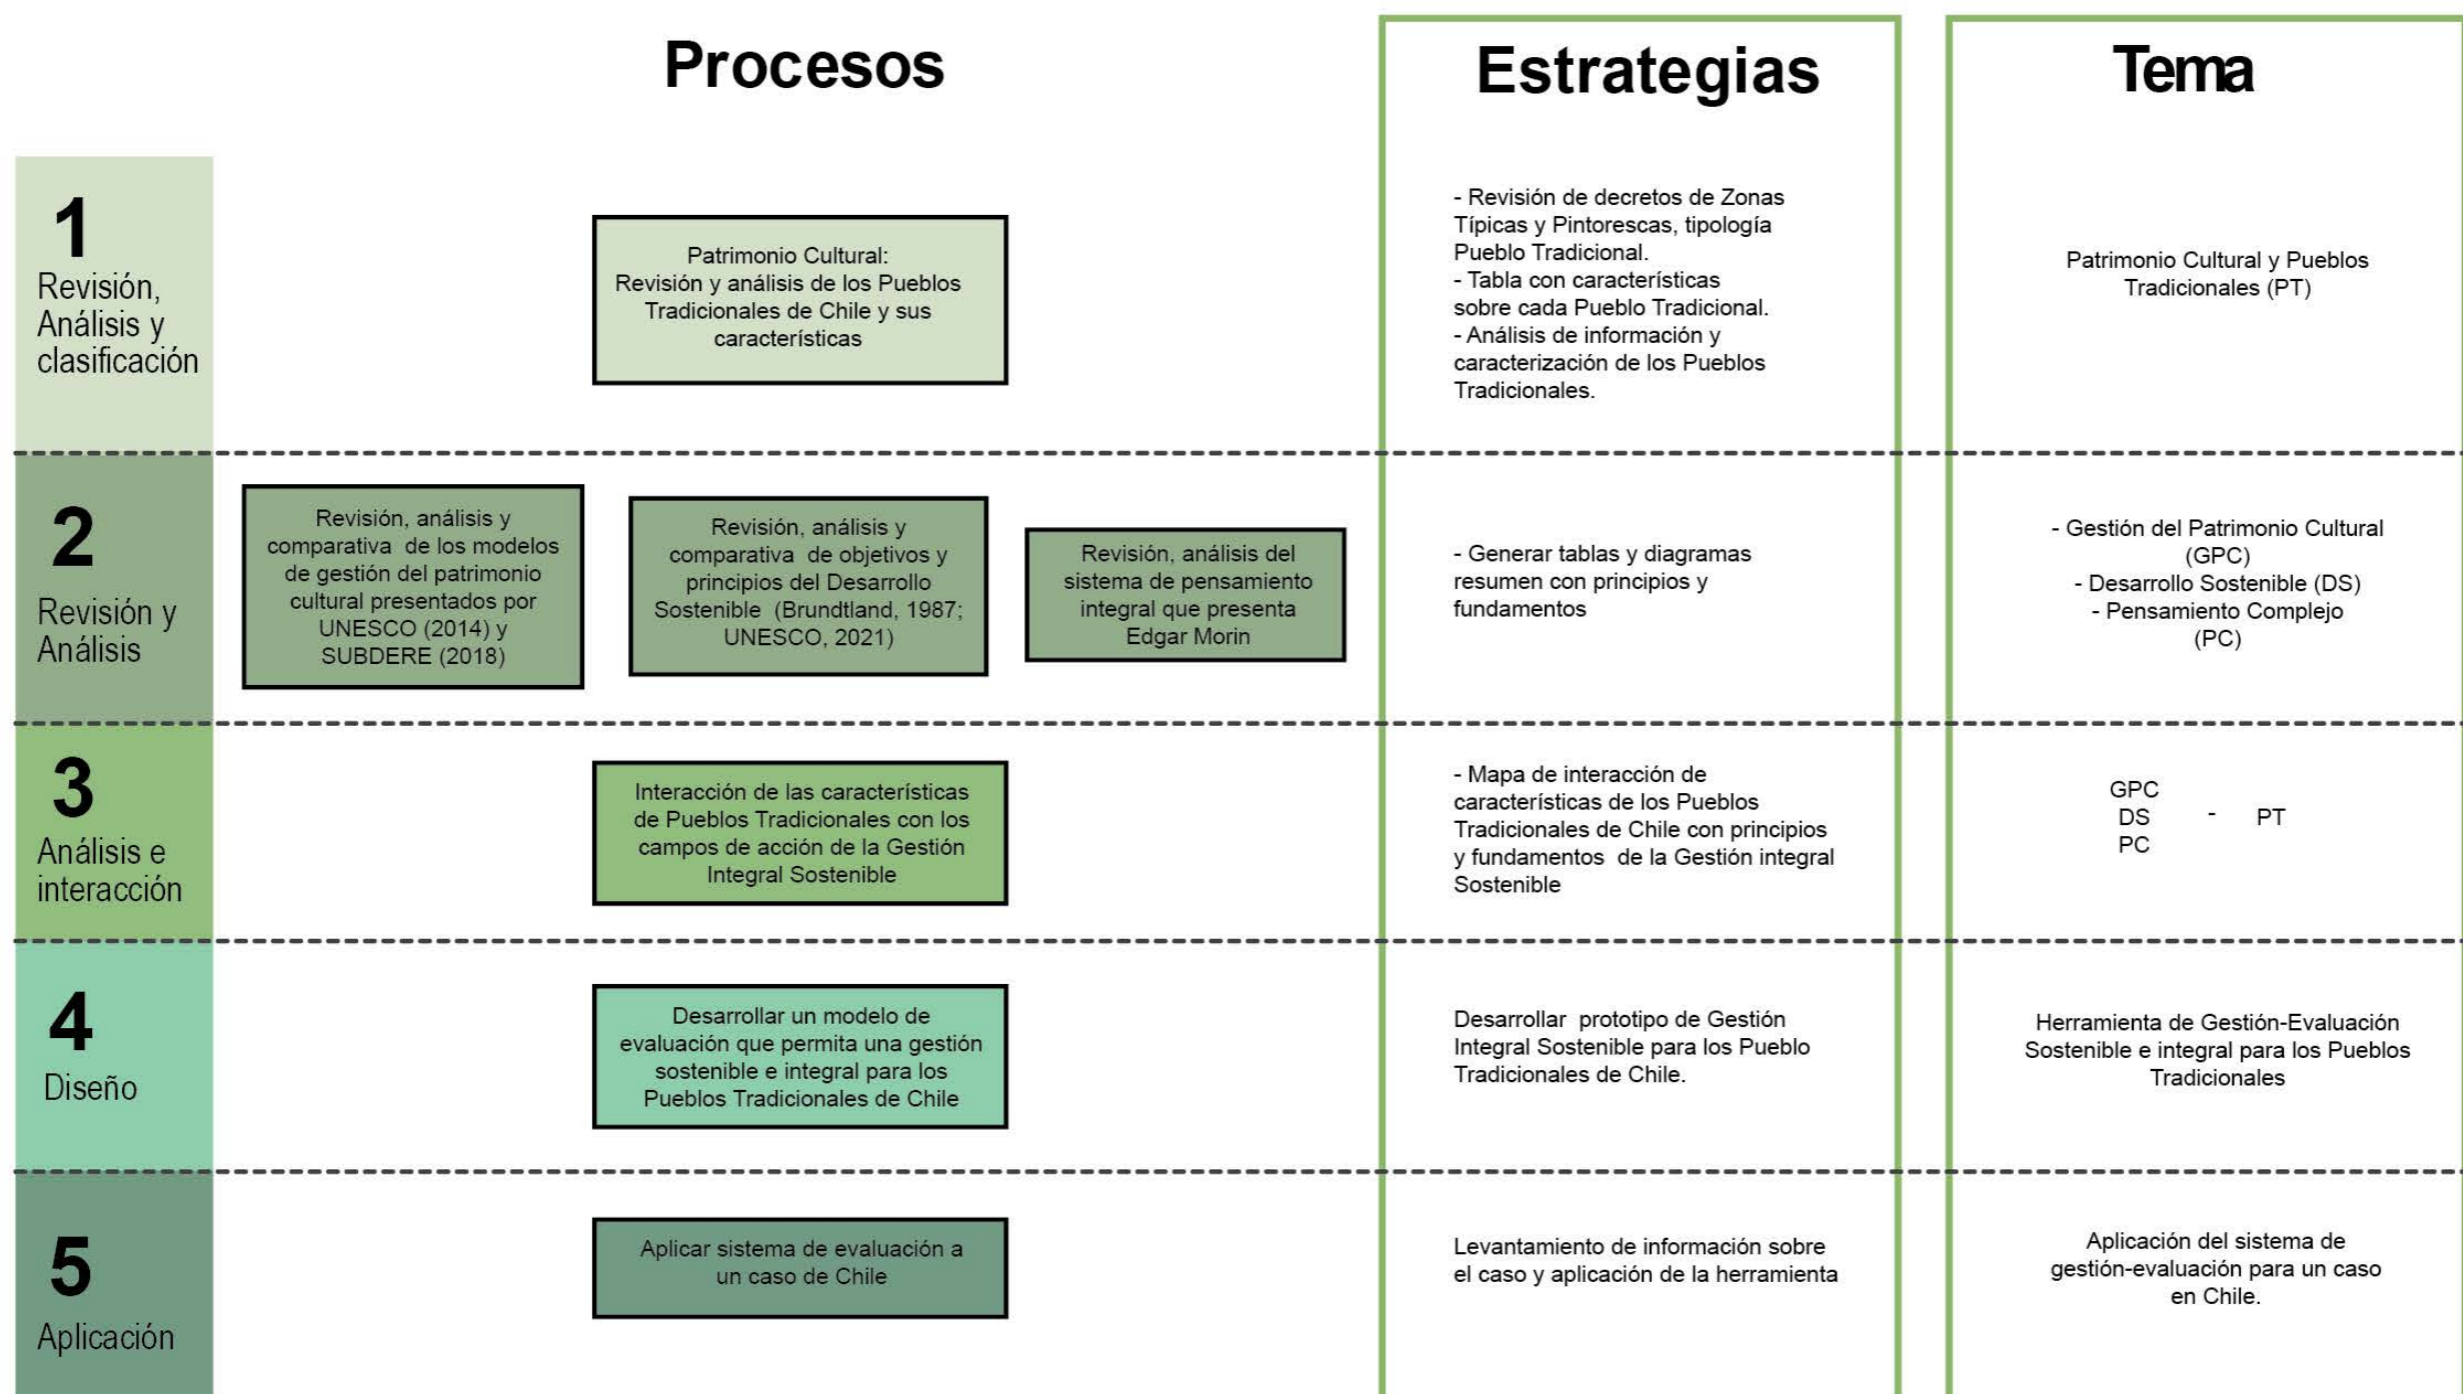 Procesos
Estrategias
Tema
1
Revisión,
Análisis y
clasificación
Patrimonio Cultural:
Revisión y análisis de los Pueblos
Tradicionales de Chile y sus
características
- Revisión de decretos de Zonas
Típicas y Pintorescas, tipología
Pueblo Tradicional.
- Tabla con características
sobre cada Pueblo Tradicional.
- Análisis de información y
caracterización de los Pueblos
Tradicionales.
Patrimonio Cultural y Pueblos
Tradicionales (PT)
2
Revisión y
Análisis
Revisión, análisis y
comparativa de los modelos
de gestión del patrimonio
cultural presentados por
UNESCO (2014) y
SUBDERE (2018)
Revisión, análisis y
comparativa de objetivos y
principios del Desarrollo
Sostenible (Brundtland, 1987;
UNESCO, 2021)
Revisión, análisis del
sistema de pensamiento
integral que presenta
Edgar Morin
- Generar tablas y diagramas
resumen con principios y
fundamentos
- Gestión del Patrimonio Cultural
(GPC)
- Desarrollo Sostenible (DS)
- Pensamiento Complejo
(PC)
3
Análisis e
interacción
Interacción de las características
de Pueblos Tradicionales con los
campos de acción de la Gestión
Integral Sostenible
- Mapa de interacción de
características de los Pueblos
Tradicionales de Chile con principios
y fundamentos de la Gestión integral
Sostenible
GPC
DS - PT
PC
4
Diseño
Desarrollar un modelo de
evaluación que permita una gestión
sostenible e integral para los
Pueblos Tradicionales de Chile
Desarrollar prototipo de Gestión
Integral Sostenible para los Pueblo
Tradicionales de Chile.
Herramienta de Gestión-Evaluación
Sostenible e integral para los Pueblos
Tradicionales
5
Aplicación
Aplicar sistema de evaluación a
un caso de Chile
Levantamiento de información sobre
el caso y aplicación de la herramienta
Aplicación del sistema de
gestión-evaluación para un caso
en Chile.